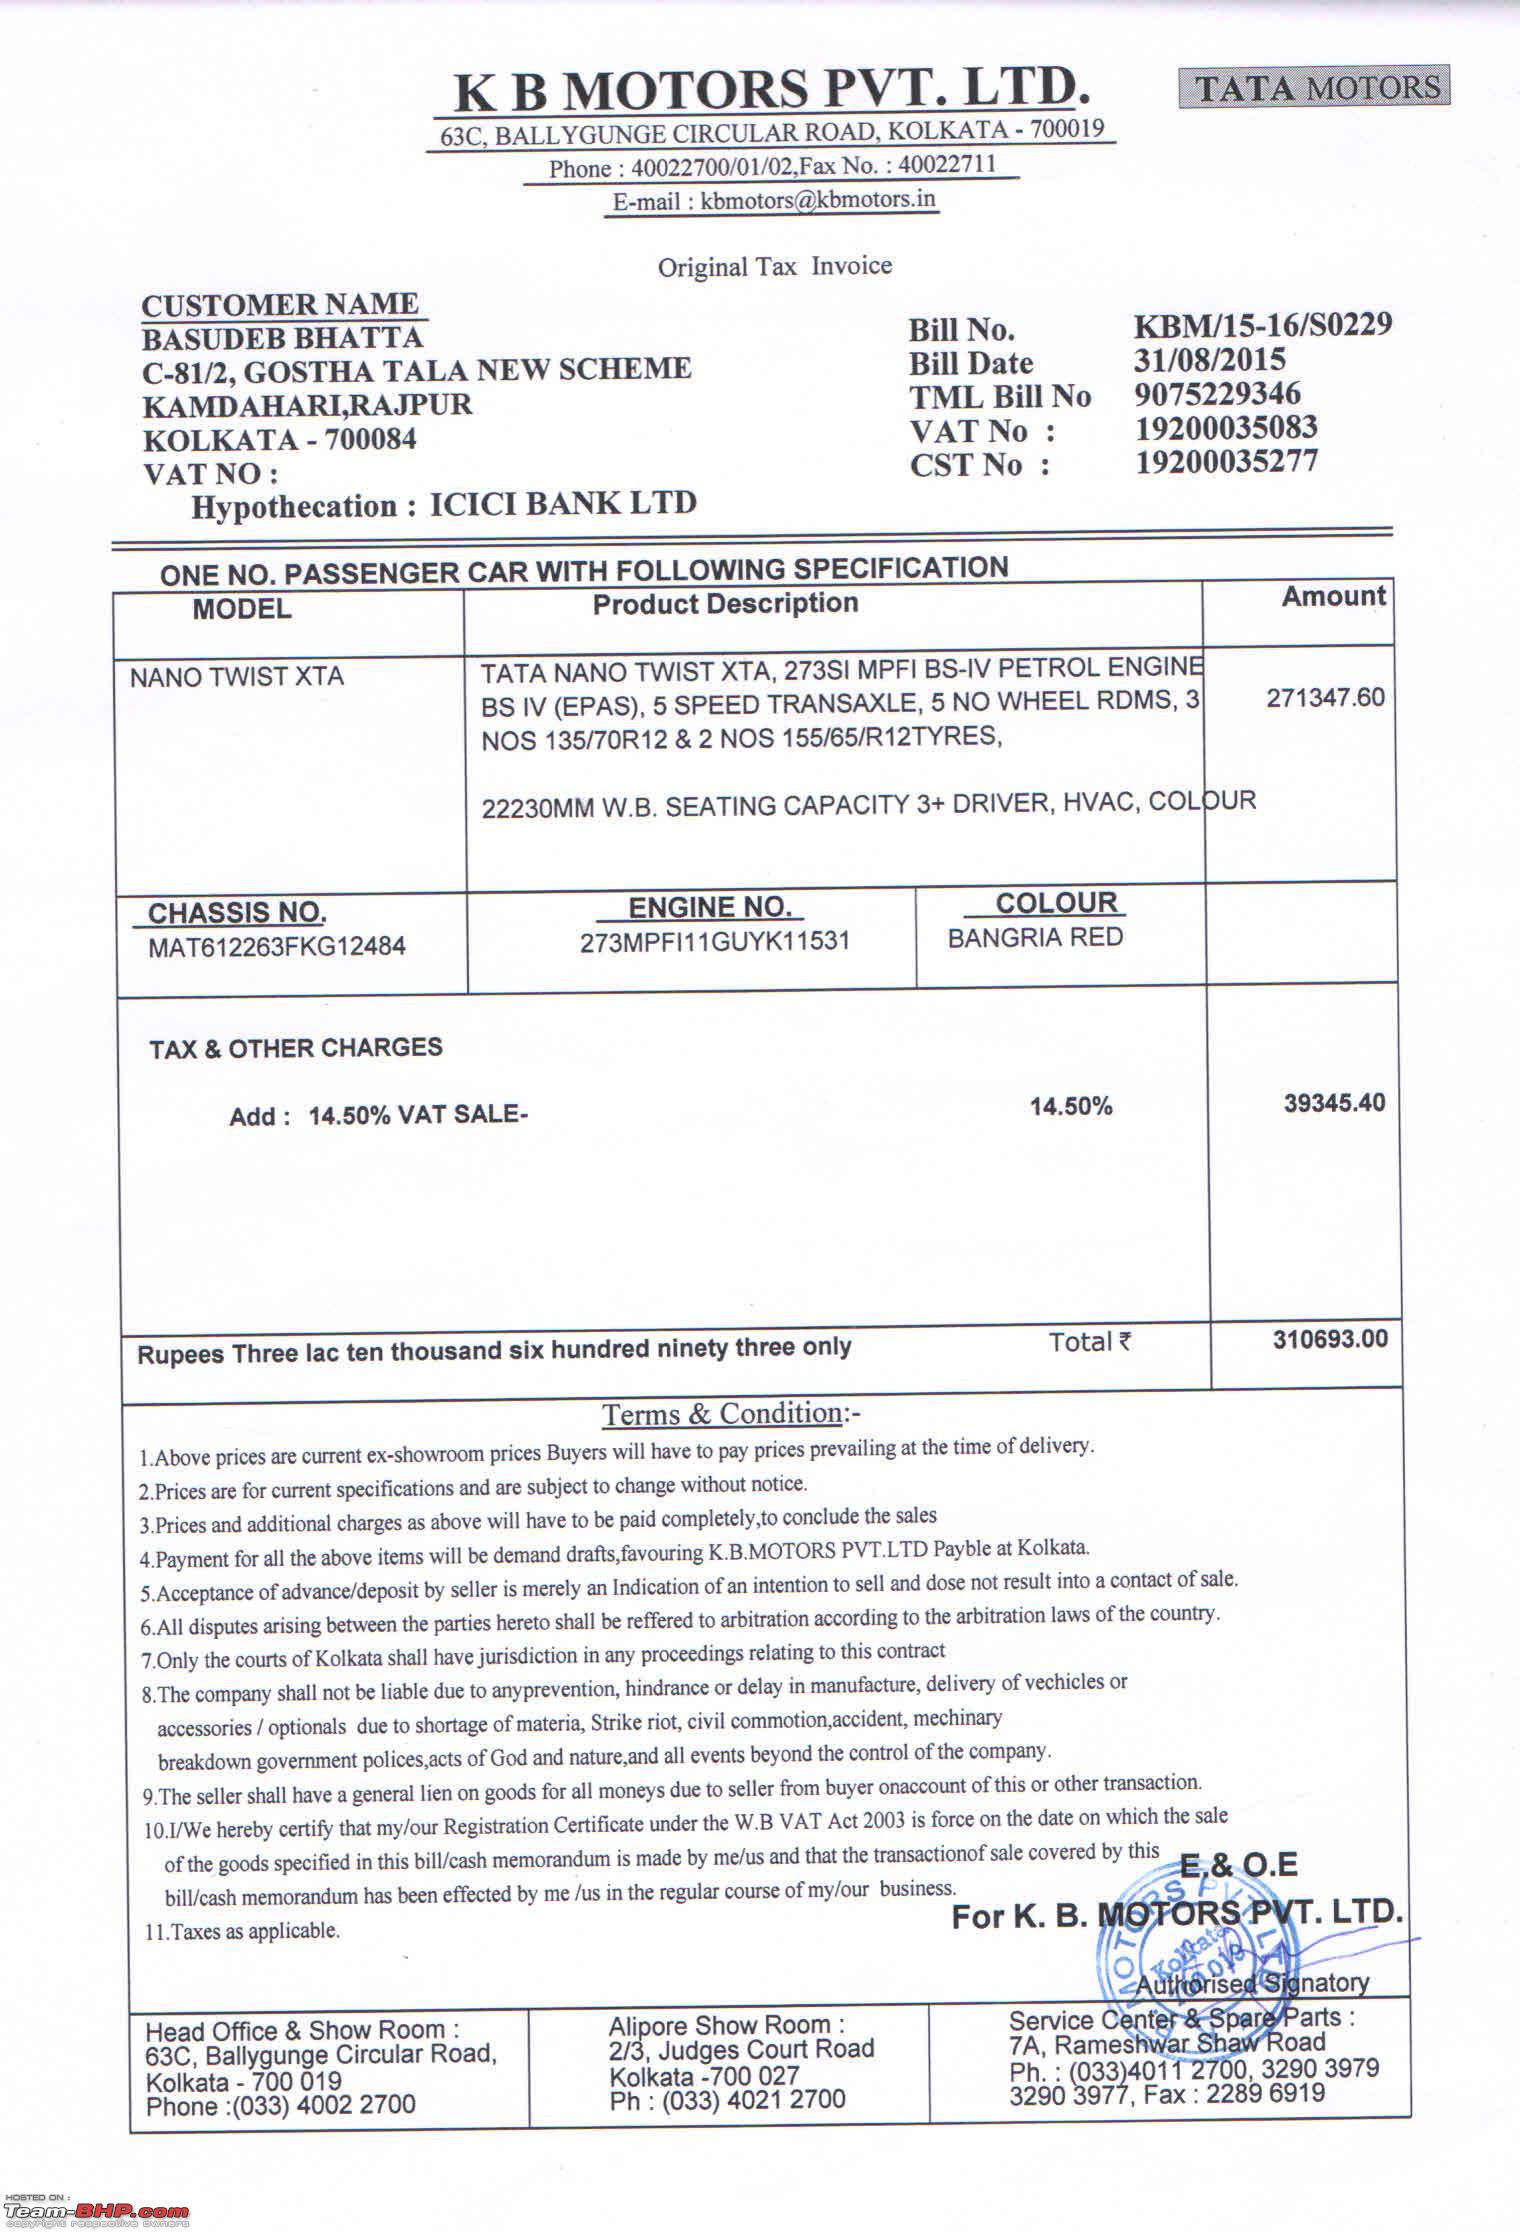 K B MOTORS PVT. LTD.
TATA MOTORS
63C, BALLYGUNGE CIRCULAR ROAD, KOLKATA - 700019
Phone : 40022700/01/02,Fax No. : 40022711
E-mail : kbmotors@kbmotors.in
Original Tax Invoice
CUSTOMER NAME
BASUDEB BHATTA
C-81/2, GOSTHA TALA NEW SCHEME
KAMDAHARI,RAJPUR
KOLKATA - 700084
VAT NO :
Hypothecation : ICICI BANK LTD
Bill No. KBM/15-16/S0229
Bill Date 31/08/2015
TML Bill No 9075229346
VAT No : 19200035083
CST No : 19200035277
ONE NO. PASSENGER CAR WITH FOLLOWING SPECIFICATION
MODEL Product Description Amount
NANO TWIST XTA
TATA NANO TWIST XTA, 273SI MPFI BS-IV PETROL ENGINE
BS IV (EPAS), 5 SPEED TRANSAXLE, 5 NO WHEEL RDMS, 3
NOS 135/70R12 & 2 NOS 155/65/R12TYRES,
22230MM W.B. SEATING CAPACITY 3+ DRIVER, HVAC, COLOUR
271347.60
CHASSIS NO. ENGINE NO. COLOUR
MAT612263FKG12484 273MPFI11GUYK11531 BANGRIA RED
TAX & OTHER CHARGES
Add : 14.50% VAT SALE- 14.50% 39345.40
Rupees Three lac ten thousand six hundred ninety three only Total ₹ 310693.00
Terms & Condition:-
1.Above prices are current ex-showroom prices Buyers will have to pay prices prevailing at the time of delivery.
2.Prices are for current specifications and are subject to change without notice.
3.Prices and additional charges as above will have to be paid completely,to conclude the sales
4.Payment for all the above items will be demand drafts,favouring K.B.MOTORS PVT.LTD Payble at Kolkata.
5.Acceptance of advance/deposit by seller is merely an Indication of an intention to sell and dose not result into a contact of sale.
6.All disputes arising between the parties hereto shall be reffered to arbitration according to the arbitration laws of the country.
7.Only the courts of Kolkata shall have jurisdiction in any proceedings relating to this contract
8.The company shall not be liable due to anyprevention, hindrance or delay in manufacture, delivery of vechicles or
accessories / optionals due to shortage of materia, Strike riot, civil commotion,accident, mechinary
breakdown government polices,acts of God and nature,and all events beyond the control of the company.
9.The seller shall have a general lien on goods for all moneys due to seller from buyer onaccount of this or other transaction.
10.I/We hereby certify that my/our Registration Certificate under the W.B VAT Act 2003 is force on the date on which the sale
of the goods specified in this bill/cash memorandum is made by me/us and that the transactionof sale covered by this
bill/cash memorandum has been effected by me /us in the regular course of my/our business.
11.Taxes as applicable.
E.& O.E
For K. B. MOTORS PVT. LTD.
MOTORS PVT. LTD
Kolkata
700 019
Authorised Signatory
Head Office & Show Room :
63C, Ballygunge Circular Road,
Kolkata - 700 019
Phone :(033) 4002 2700
Alipore Show Room :
2/3, Judges Court Road
Kolkata -700 027
Ph : (033) 4021 2700
Service Center & Spare Parts :
7A, Rameshwar Shaw Road
Ph. : (033)4011 2700, 3290 3979
3290 3977, Fax : 2289 6919
HOSTED ON :
Team-BHP.com
copyright respective owners